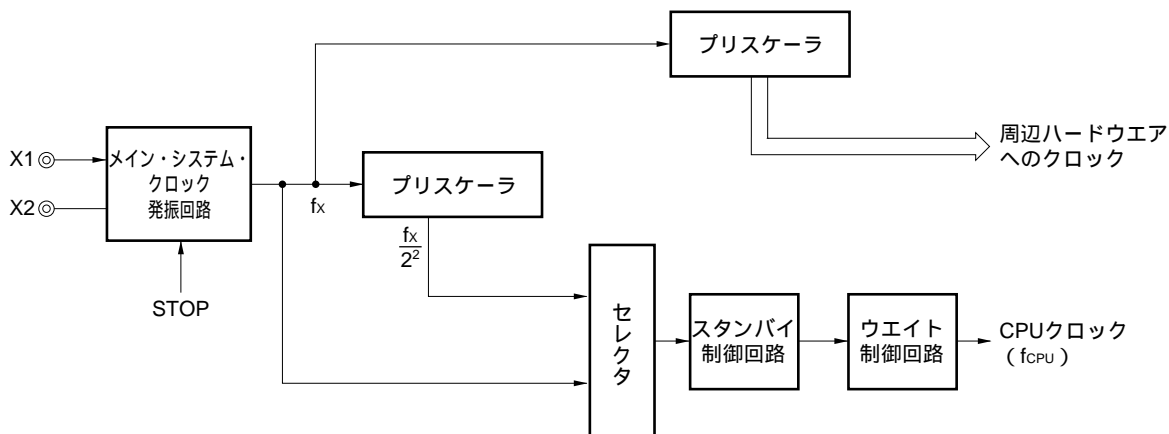 プリスケーラ
周辺ハードウエア
へのクロック
X1
X2
メイン・システム・
クロック
発振回路
STOP
fX
プリスケーラ
fX
2²
セレクタ
スタンバイ
制御回路
ウエイト
制御回路
CPUクロック
(fCPU)